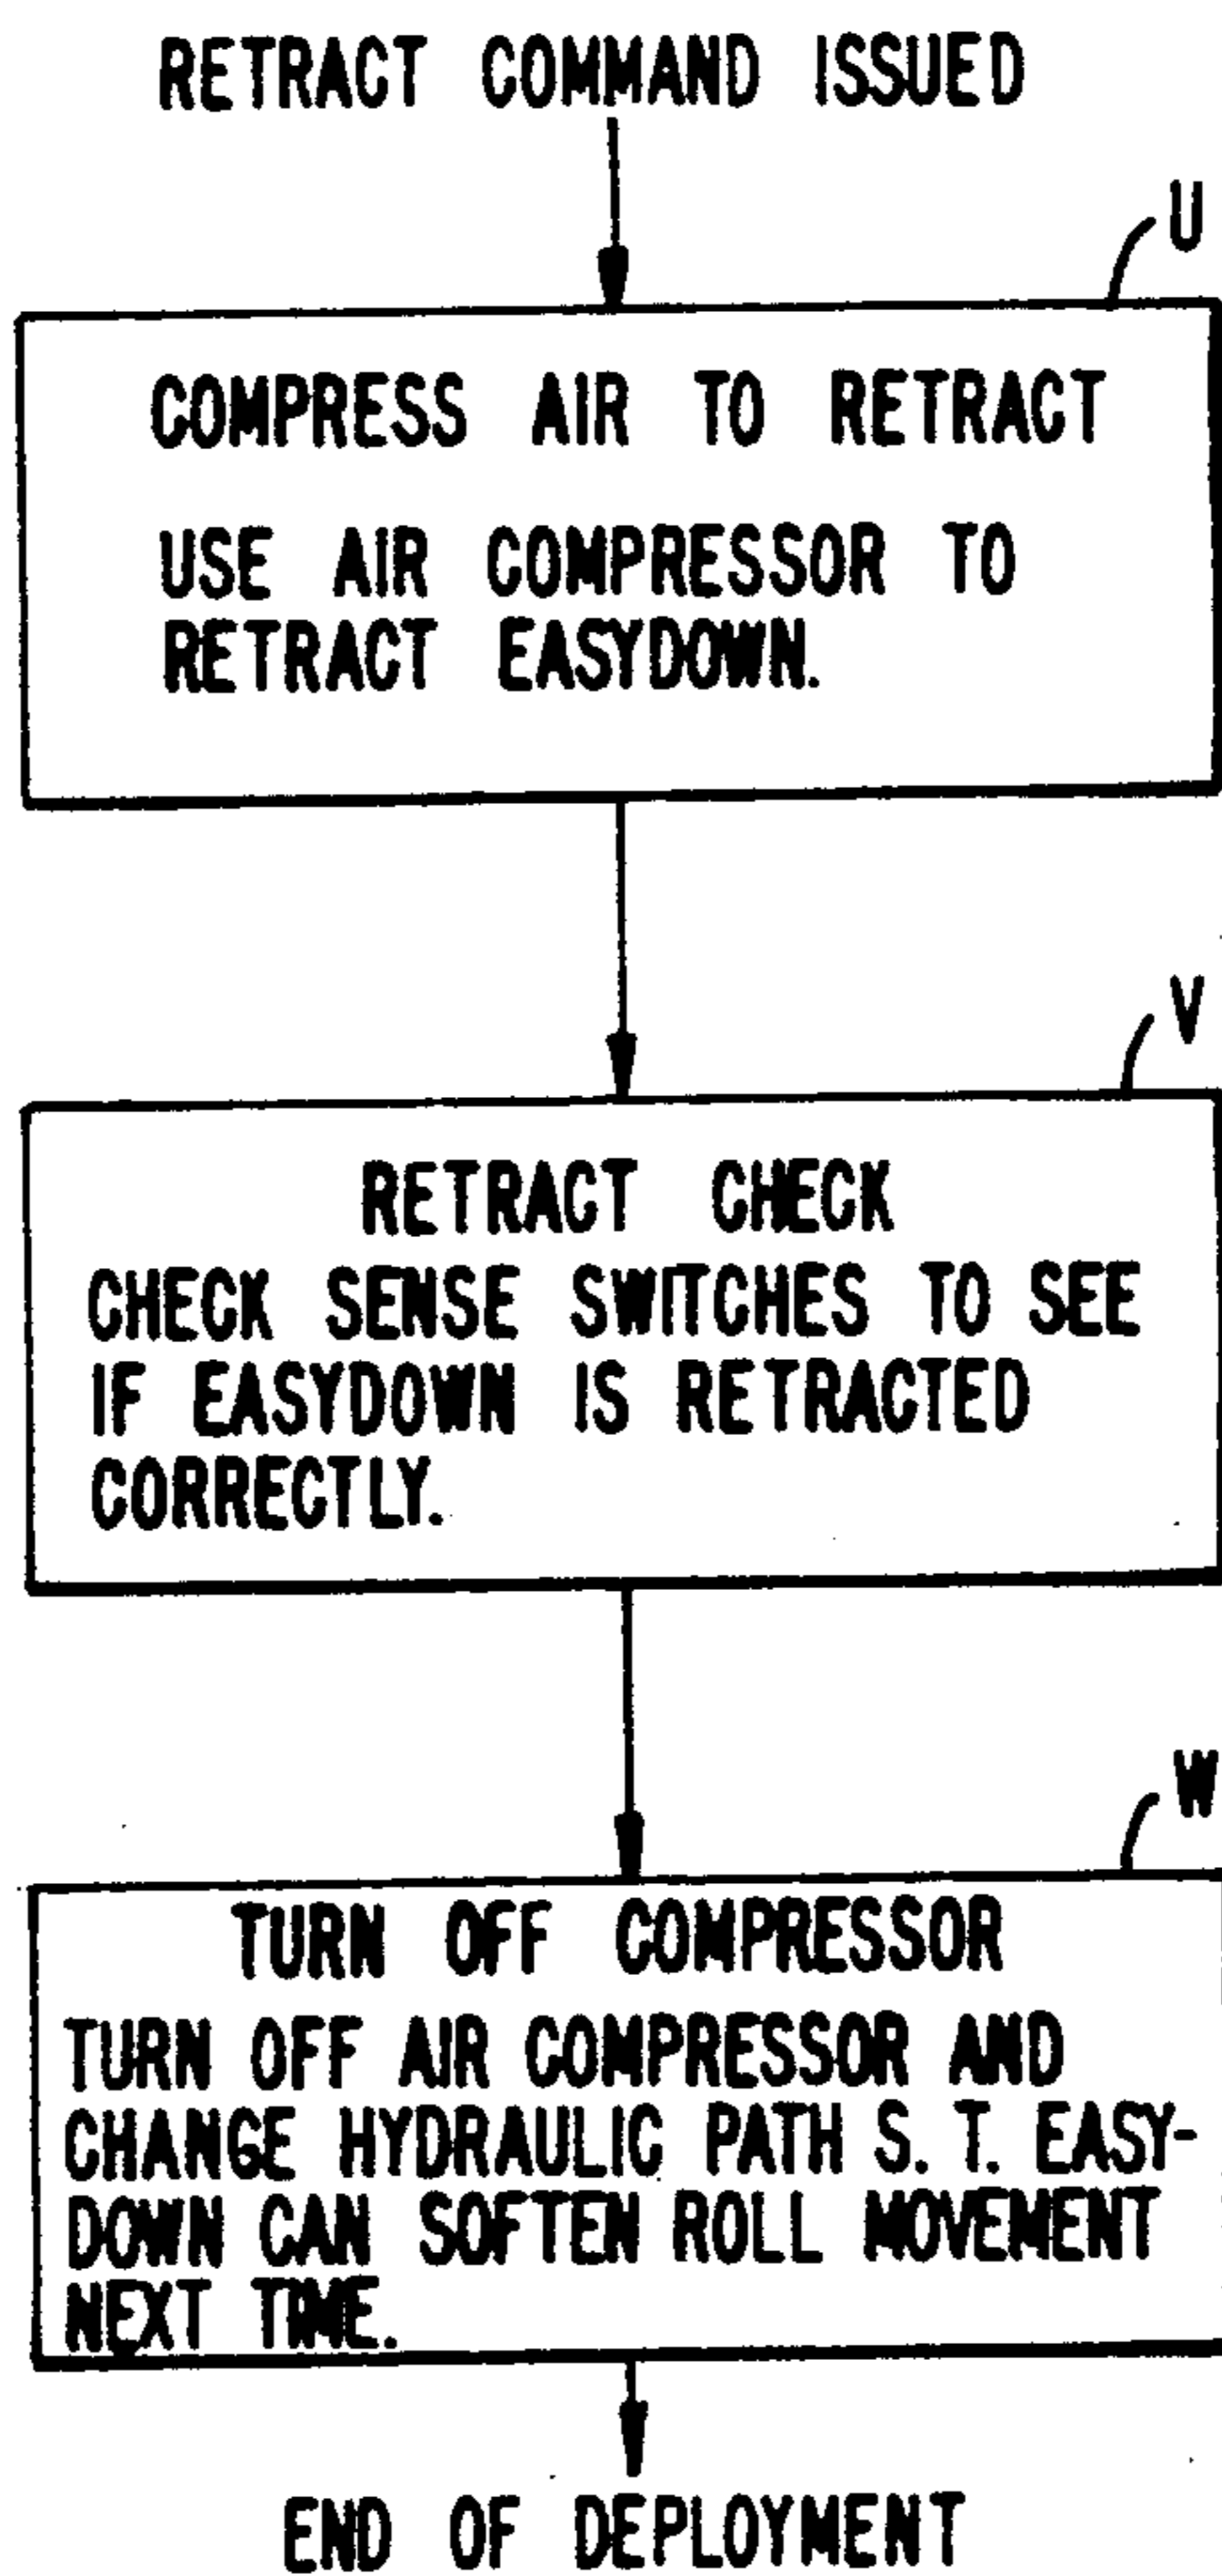 RETRACT COMMAND ISSUED
U
COMPRESS AIR TO RETRACT
USE AIR COMPRESSOR TO
RETRACT EASYDOWN.
V
RETRACT CHECK
CHECK SENSE SWITCHES TO SEE
IF EASYDOWN IS RETRACTED
CORRECTLY.
W
TURN OFF COMPRESSOR
TURN OFF AIR COMPRESSOR AND
CHANGE HYDRAULIC PATH S. T. EASY-
DOWN CAN SOFTEN ROLL MOVEMENT
NEXT TIME.
END OF DEPLOYMENT